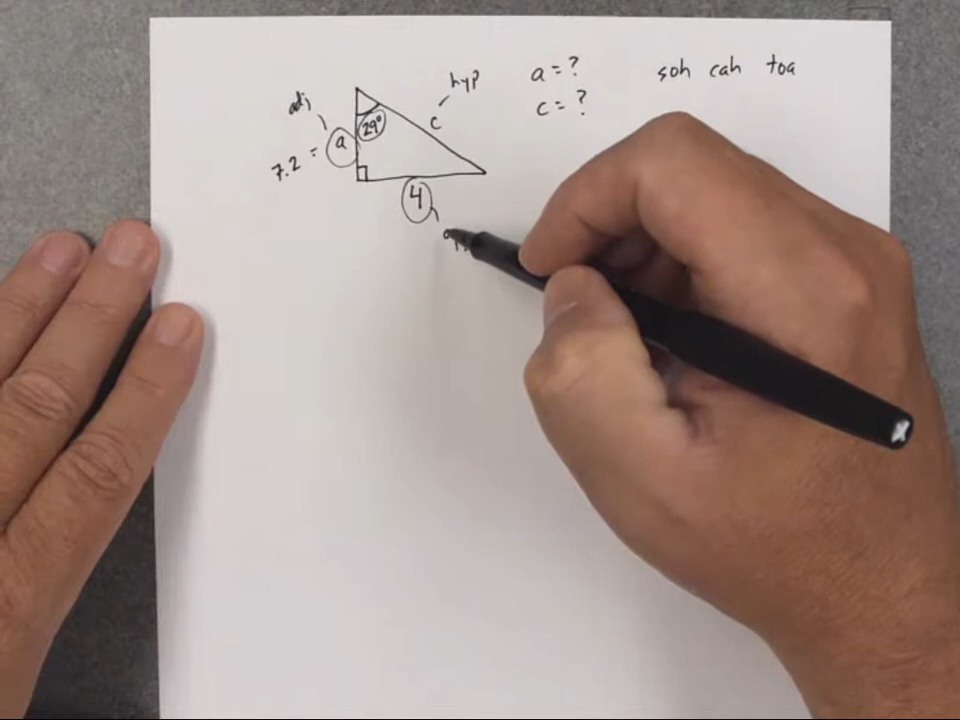 hyp
a = ?
soh cah toa
adj
c = ?
c
29°
a
7.2 =
4